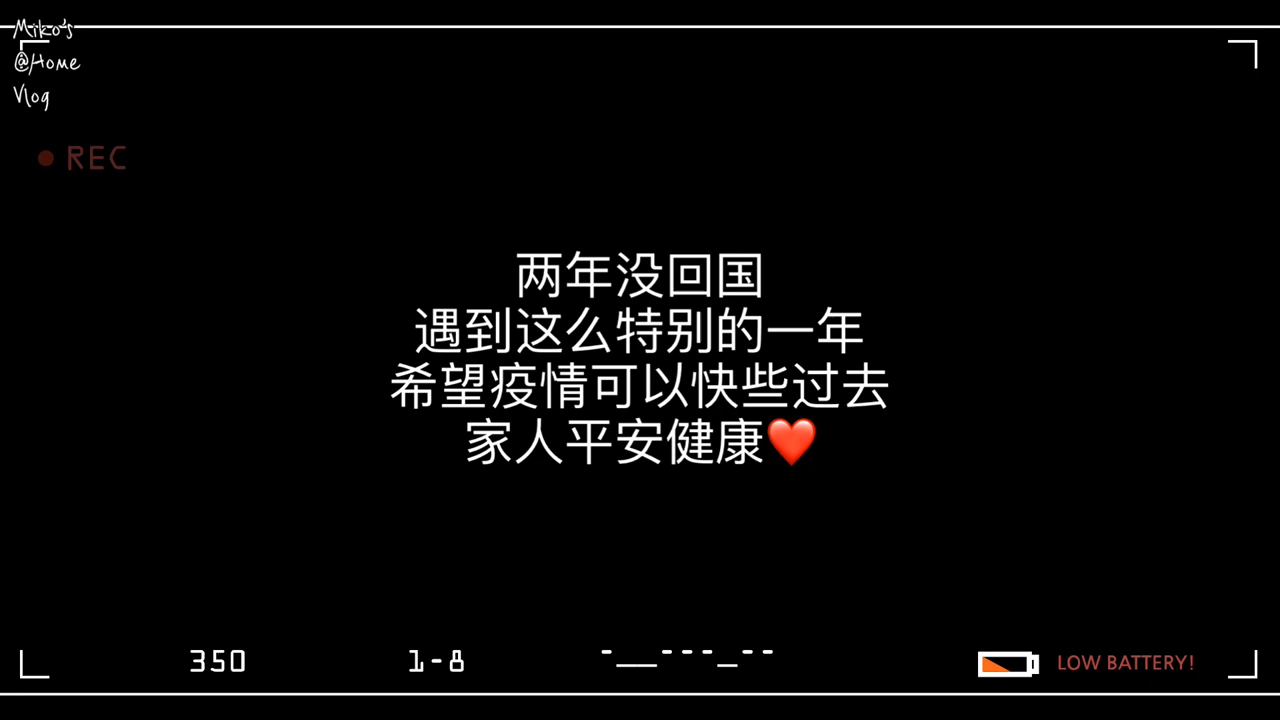 Miko's
@Home
Vlog
REC
两年没回国
遇到这么特别的一年
希望疫情可以快些过去
家人平安健康❤️
350
1-8
LOW BATTERY!